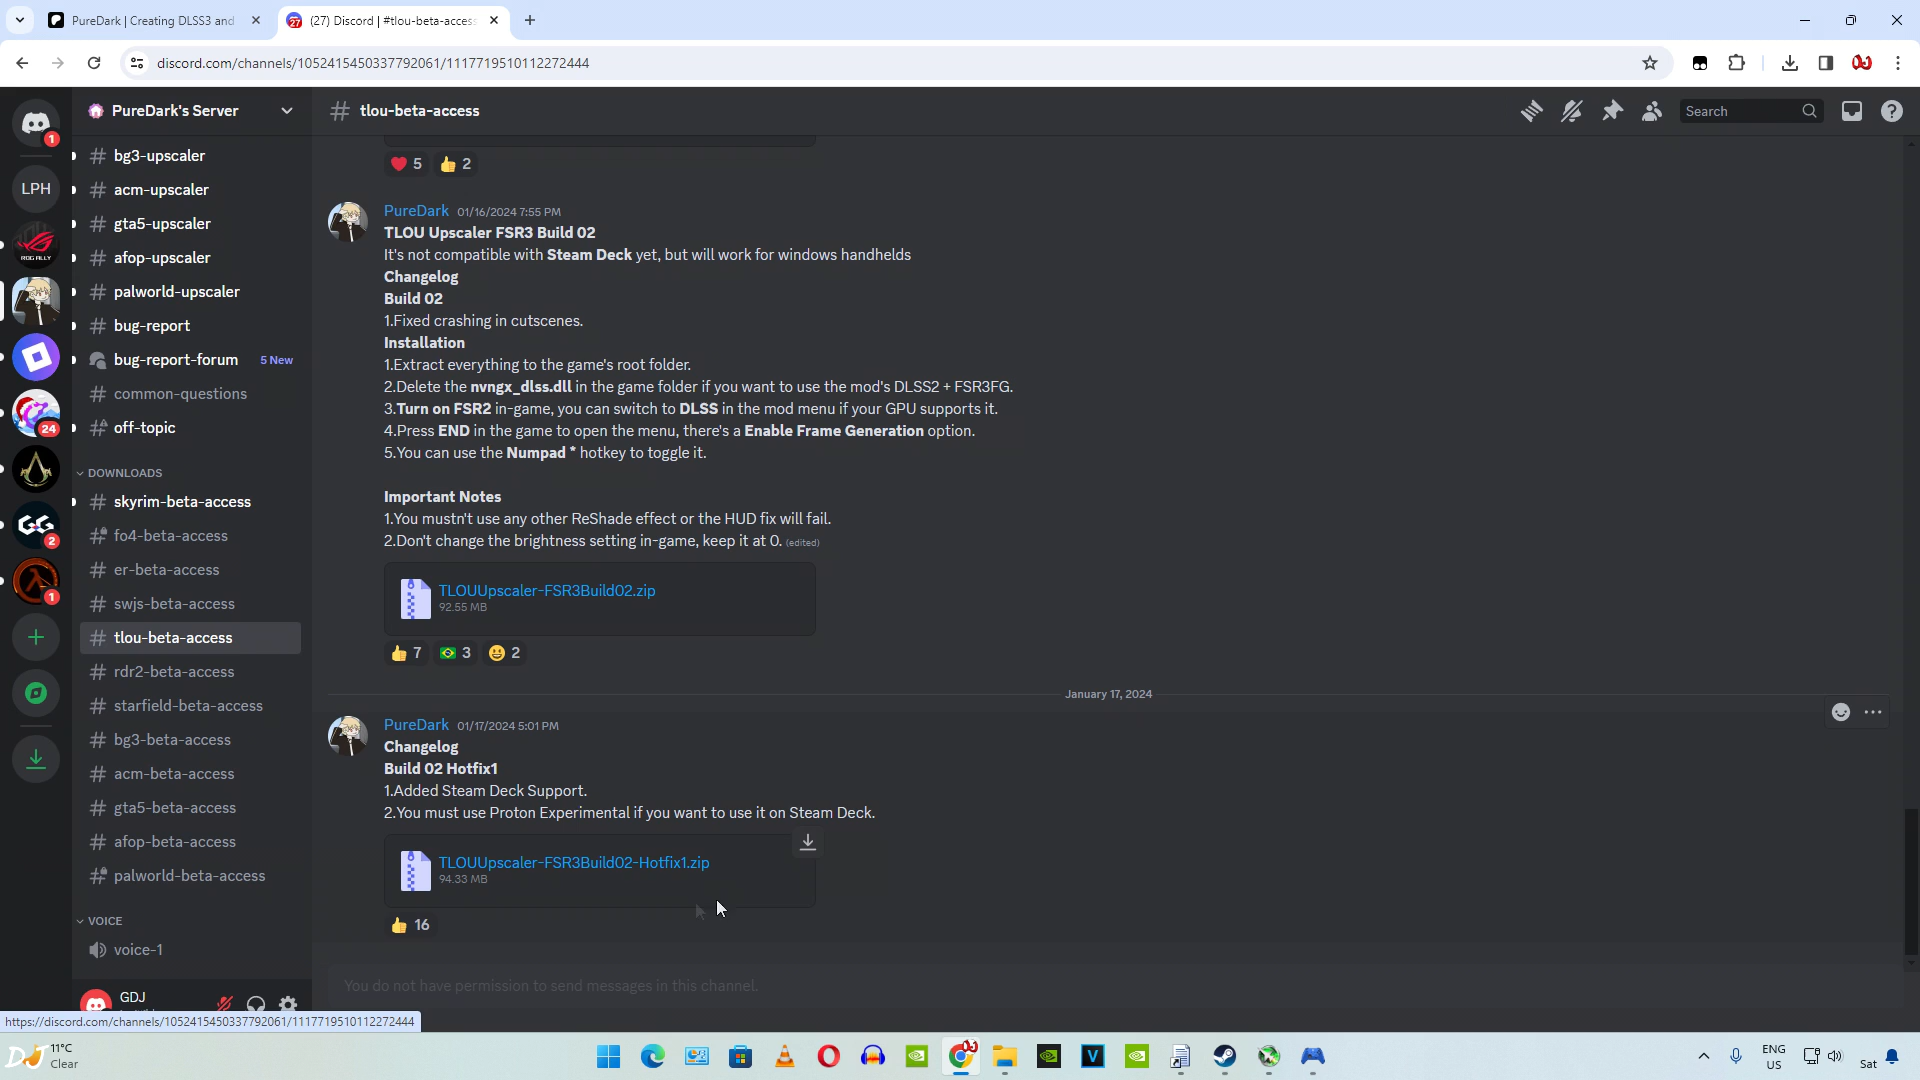 PureDark | Creating DLSS3 and
(27) Discord | #tlou-beta-access
discord.com/channels/1052415450337792061/1117719510112272444
1
LPH
ROG ALLY
24
GG
2
1
PureDark's Server
# bg3-upscaler
# acm-upscaler
# gta5-upscaler
# afop-upscaler
# palworld-upscaler
# bug-report
bug-report-forum 5 New
# common-questions
# off-topic
DOWNLOADS
# skyrim-beta-access
# fo4-beta-access
# er-beta-access
# swjs-beta-access
# tlou-beta-access
# rdr2-beta-access
# starfield-beta-access
# bg3-beta-access
# acm-beta-access
# gta5-beta-access
# afop-beta-access
# palworld-beta-access
VOICE
voice-1
GDJ
# tlou-beta-access
Search
❤️ 5 👍 2
PureDark 01/16/2024 7:55 PM
TLOU Upscaler FSR3 Build 02
It's not compatible with Steam Deck yet, but will work for windows handhelds
Changelog
Build 02
1.Fixed crashing in cutscenes.
Installation
1.Extract everything to the game's root folder.
2.Delete the nvngx_dlss.dll in the game folder if you want to use the mod's DLSS2 + FSR3FG.
3.Turn on FSR2 in-game, you can switch to DLSS in the mod menu if your GPU supports it.
4.Press END in the game to open the menu, there's a Enable Frame Generation option.
5.You can use the Numpad * hotkey to toggle it.
Important Notes
1.You mustn't use any other ReShade effect or the HUD fix will fail.
2.Don't change the brightness setting in-game, keep it at 0. (edited)
TLOUUpscaler-FSR3Build02.zip
92.55 MB
👍 7 🇧🇷 3 😃 2
January 17, 2024
PureDark 01/17/2024 5:01 PM
Changelog
Build 02 Hotfix1
1.Added Steam Deck Support.
2.You must use Proton Experimental if you want to use it on Steam Deck.
TLOUUpscaler-FSR3Build02-Hotfix1.zip
94.33 MB
👍 16
You do not have permission to send messages in this channel.
https://discord.com/channels/1052415450337792061/1117719510112272444
11°C
Clear
ENG
US
Sat